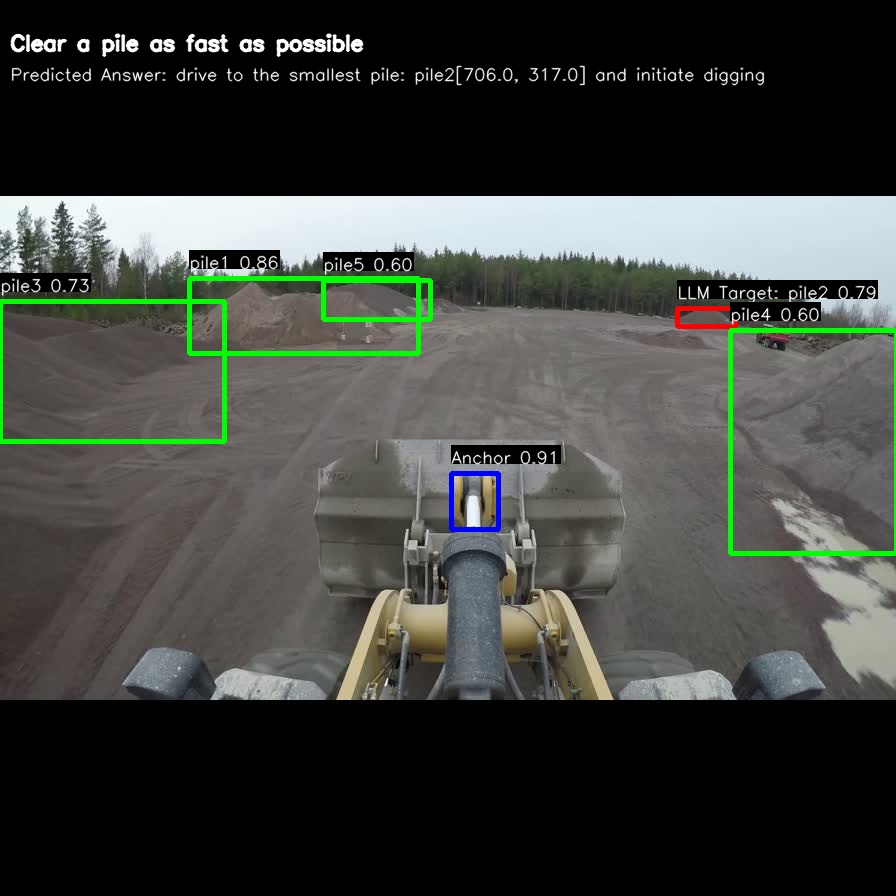 Clear a pile as fast as possible
Predicted Answer: drive to the smallest pile: pile2[706.0, 317.0] and initiate digging
pile1 0.86
pile5 0.60
pile3 0.73
LLM Target: pile2 0.79
pile4 0.60
Anchor 0.91